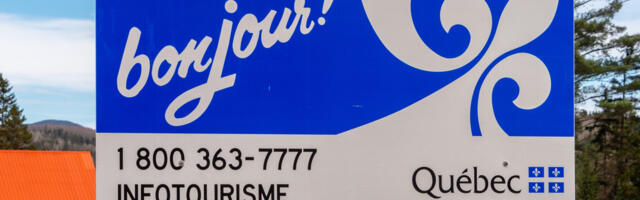 bonjour!
1 800 363-7777
INFOTOURISME
Québec